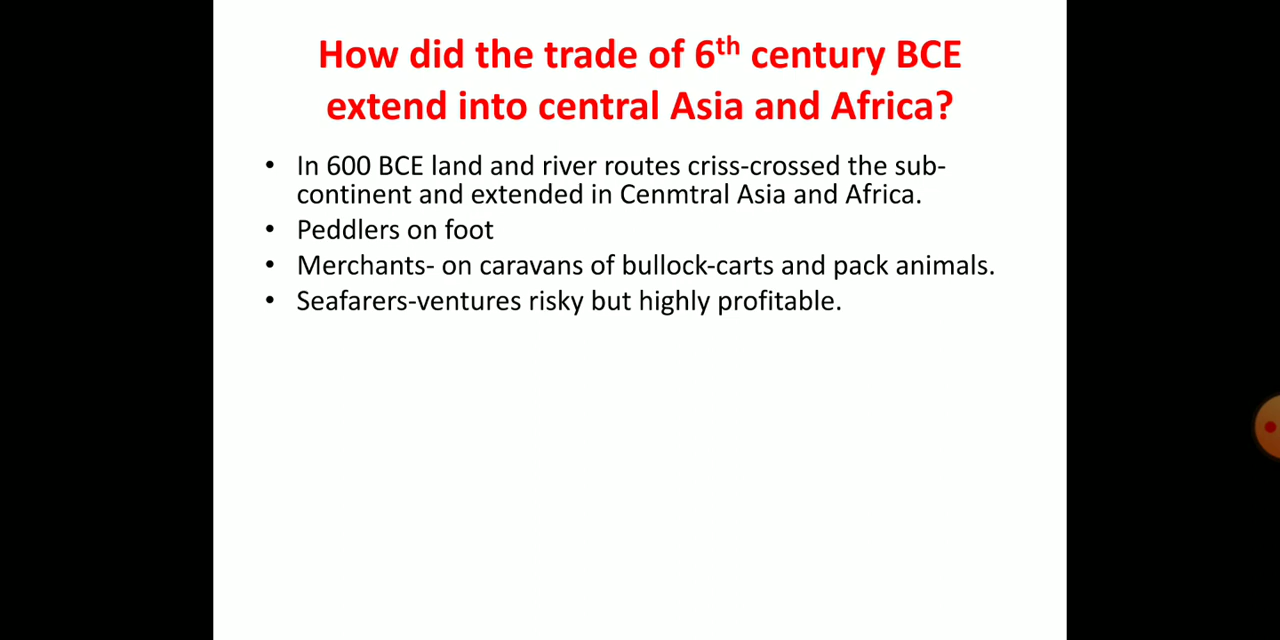 How did the trade of 6th century BCE
extend into central Asia and Africa?
• In 600 BCE land and river routes criss-crossed the sub-
continent and extended in Cenmtral Asia and Africa.
• Peddlers on foot
• Merchants- on caravans of bullock-carts and pack animals.
• Seafarers-ventures risky but highly profitable.